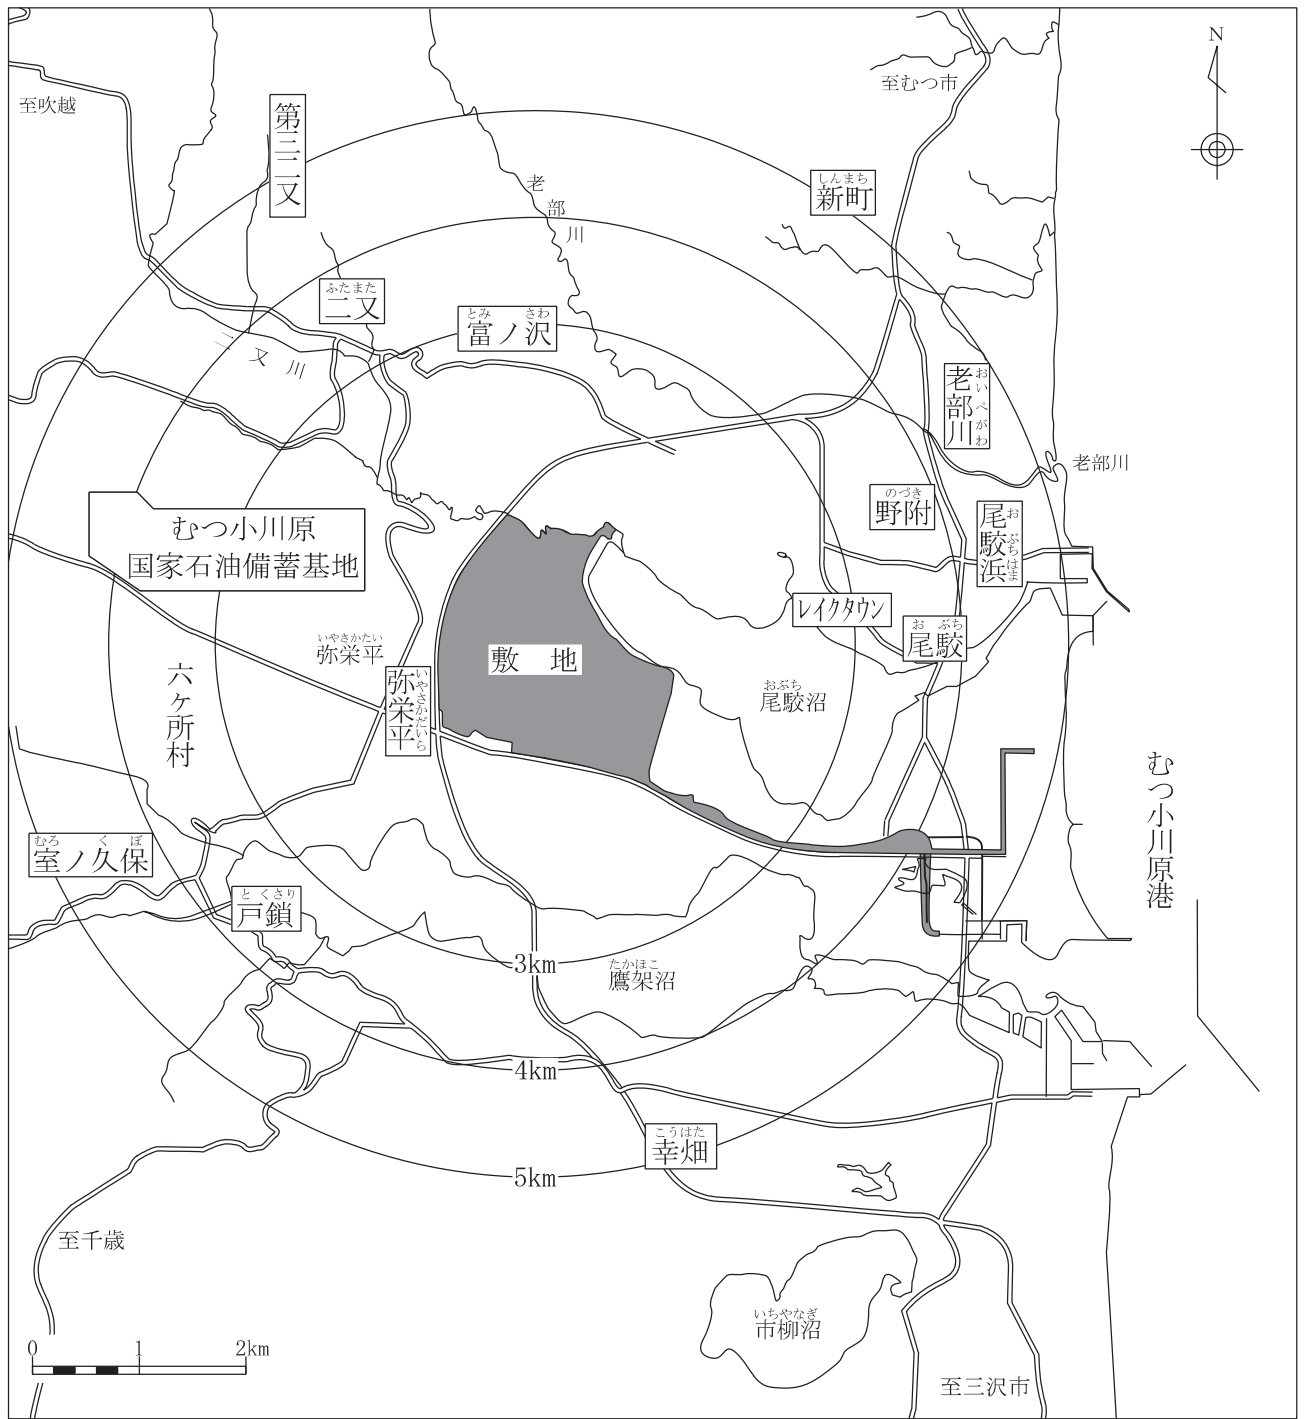 N
至むつ市
至吹越
第三二又
しんまち
新町
老部川
ふたまた
二又
とみ さわ
富ノ沢
二又川
老部川
おいべがわ
老部川
のづき
野附
尾駮浜
おぶちはま
むつ小川原
国家石油備蓄基地
レイクタウン
お ぶち
尾駮
いやさかたい
弥栄平
敷 地
弥栄平
いやさかだいら
おぶち
尾駮沼
六ヶ所村
むつ小川原港
むろ く ぼ
室ノ久保
と くさり
戸鎖
3km
たかほこ
鷹架沼
4km
こうはた
幸畑
5km
至千歳
いちやなぎ
市柳沼
0 1 2km
至三沢市